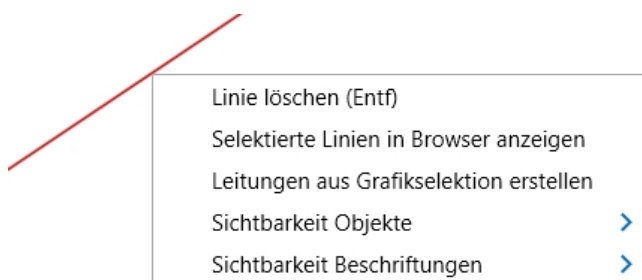 Linie löschen (Entf)
Selektierte Linien in Browser anzeigen
Leitungen aus Grafikselektion erstellen
Sichtbarkeit Objekte
Sichtbarkeit Beschriftungen